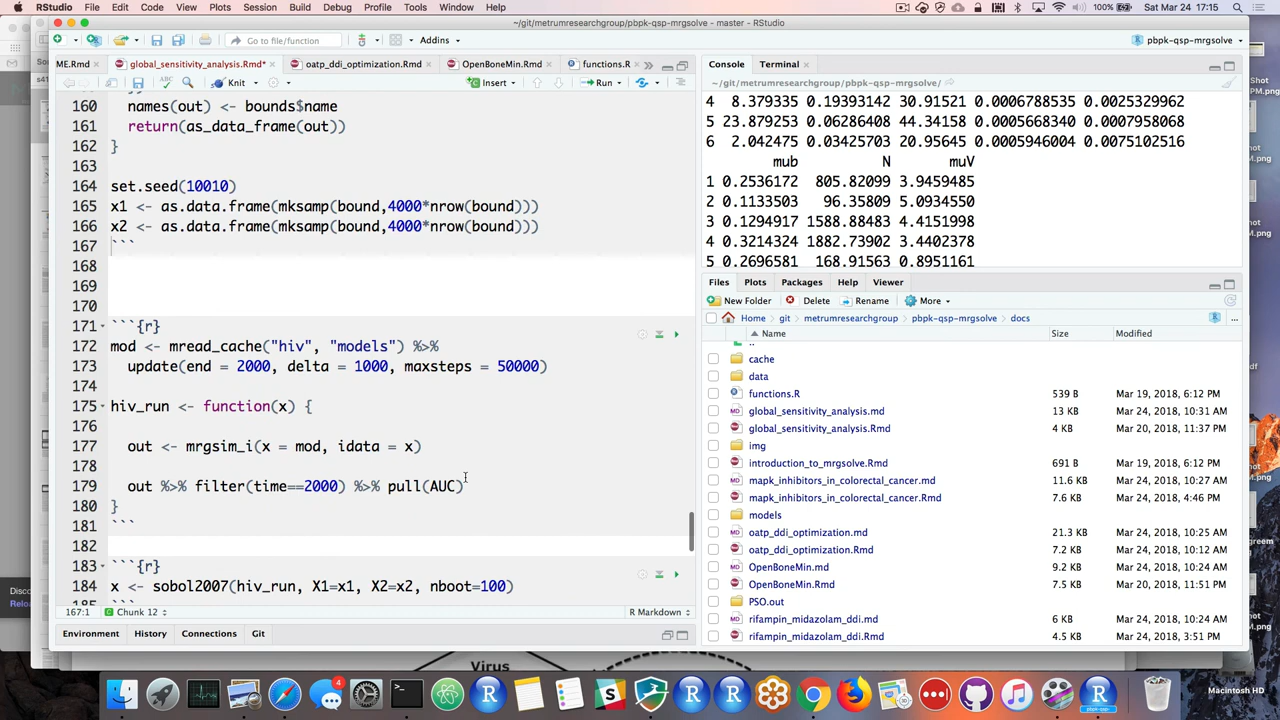 RStudio File Edit Code View Plots Session Build Debug Profile Tools Window Help 100% Sat Mar 24 17:15
~/git/metrumresearchgroup/pbpk-qsp-mrgsolve - master - RStudio
Go to file/function Addins pbpk-qsp-mrgsolve
ME.Rmd global_sensitivity_analysis.Rmd* oatp_ddi_optimization.Rmd OpenBoneMin.Rmd functions.R
ABC Knit Insert Run
160 names(out) <- bounds$name
161 return(as_data_frame(out))
162 }
163
164 set.seed(10010)
165 x1 <- as.data.frame(mksamp(bound,4000*nrow(bound)))
166 x2 <- as.data.frame(mksamp(bound,4000*nrow(bound)))
167 ```
168
169
170
171 ```{r}
172 mod <- mread_cache("hiv", "models") %>%
173 update(end = 2000, delta = 1000, maxsteps = 50000)
174
175 hiv_run <- function(x) {
176
177 out <- mrgsim_i(x = mod, idata = x)
178
179 out %>% filter(time==2000) %>% pull(AUC)
180 }
181 ```
182
183 ```{r}
184 x <- sobol2007(hiv_run, X1=x1, X2=x2, nboot=100)
185 ```
167:1 Chunk 12 R Markdown
Environment History Connections Git
Console Terminal
~/git/metrumresearchgroup/pbpk-qsp-mrgsolve/
4 8.379335 0.19393142 30.91521 0.0006788535 0.0025329962
5 23.879253 0.06286408 44.34158 0.0005668340 0.0007958068
6 2.042475 0.03425703 20.95645 0.0005946004 0.0075102516
mub N muV
1 0.2536172 805.82099 3.9459485
2 0.1133503 96.35809 5.0934550
3 0.1294917 1588.88483 4.4151998
4 0.3214324 1882.73902 3.4402378
5 0.2696581 168.91563 0.8951161
Files Plots Packages Help Viewer
New Folder Delete Rename More
Home git metrumresearchgroup pbpk-qsp-mrgsolve docs ...
Name Size Modified
..
cache
data
functions.R 539 B Mar 19, 2018, 6:12 PM
global_sensitivity_analysis.md 13 KB Mar 24, 2018, 10:31 AM
global_sensitivity_analysis.Rmd 4 KB Mar 20, 2018, 11:37 PM
img
introduction_to_mrgsolve.Rmd 691 B Mar 19, 2018, 6:12 PM
mapk_inhibitors_in_colorectal_cancer.md 11.6 KB Mar 24, 2018, 10:27 AM
mapk_inhibitors_in_colorectal_cancer.Rmd 7.6 KB Mar 24, 2018, 4:46 PM
models
oatp_ddi_optimization.md 21.3 KB Mar 24, 2018, 10:25 AM
oatp_ddi_optimization.Rmd 7.2 KB Mar 24, 2018, 10:12 AM
OpenBoneMin.md 9.2 KB Mar 24, 2018, 10:24 AM
OpenBoneMin.Rmd 7.5 KB Mar 20, 2018, 11:51 PM
PSO.out
rifampin_midazolam_ddi.md 6 KB Mar 24, 2018, 10:24 AM
rifampin_midazolam_ddi.Rmd 4.5 KB Mar 24, 2018, 3:51 PM
Virus
Macintosh HD